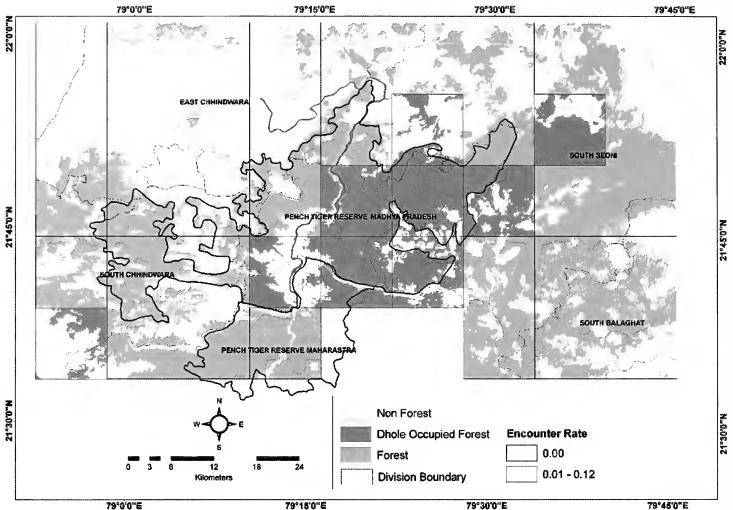 79°0'0"E 79°15'0"E 79°30'0"E 79°45'0"E
22°0'0"N 22°0'0"N
EAST CHHINDWARA
SOUTH SEONI
PENCH TIGER RESERVE MADHYA PRADESH
21°45'0"N 21°45'0"N
SOUTH CHHINDWARA
SOUTH BALAGHAT
PENCH TIGER RESERVE MAHARASTRA
21°30'0"N 21°30'0"N
N
W E
S
0 3 6 12 18 24
Kilometers
Non Forest
Dhole Occupied Forest
Forest
Division Boundary
Encounter Rate
0.00
0.01 - 0.12
79°0'0"E 79°15'0"E 79°30'0"E 79°45'0"E